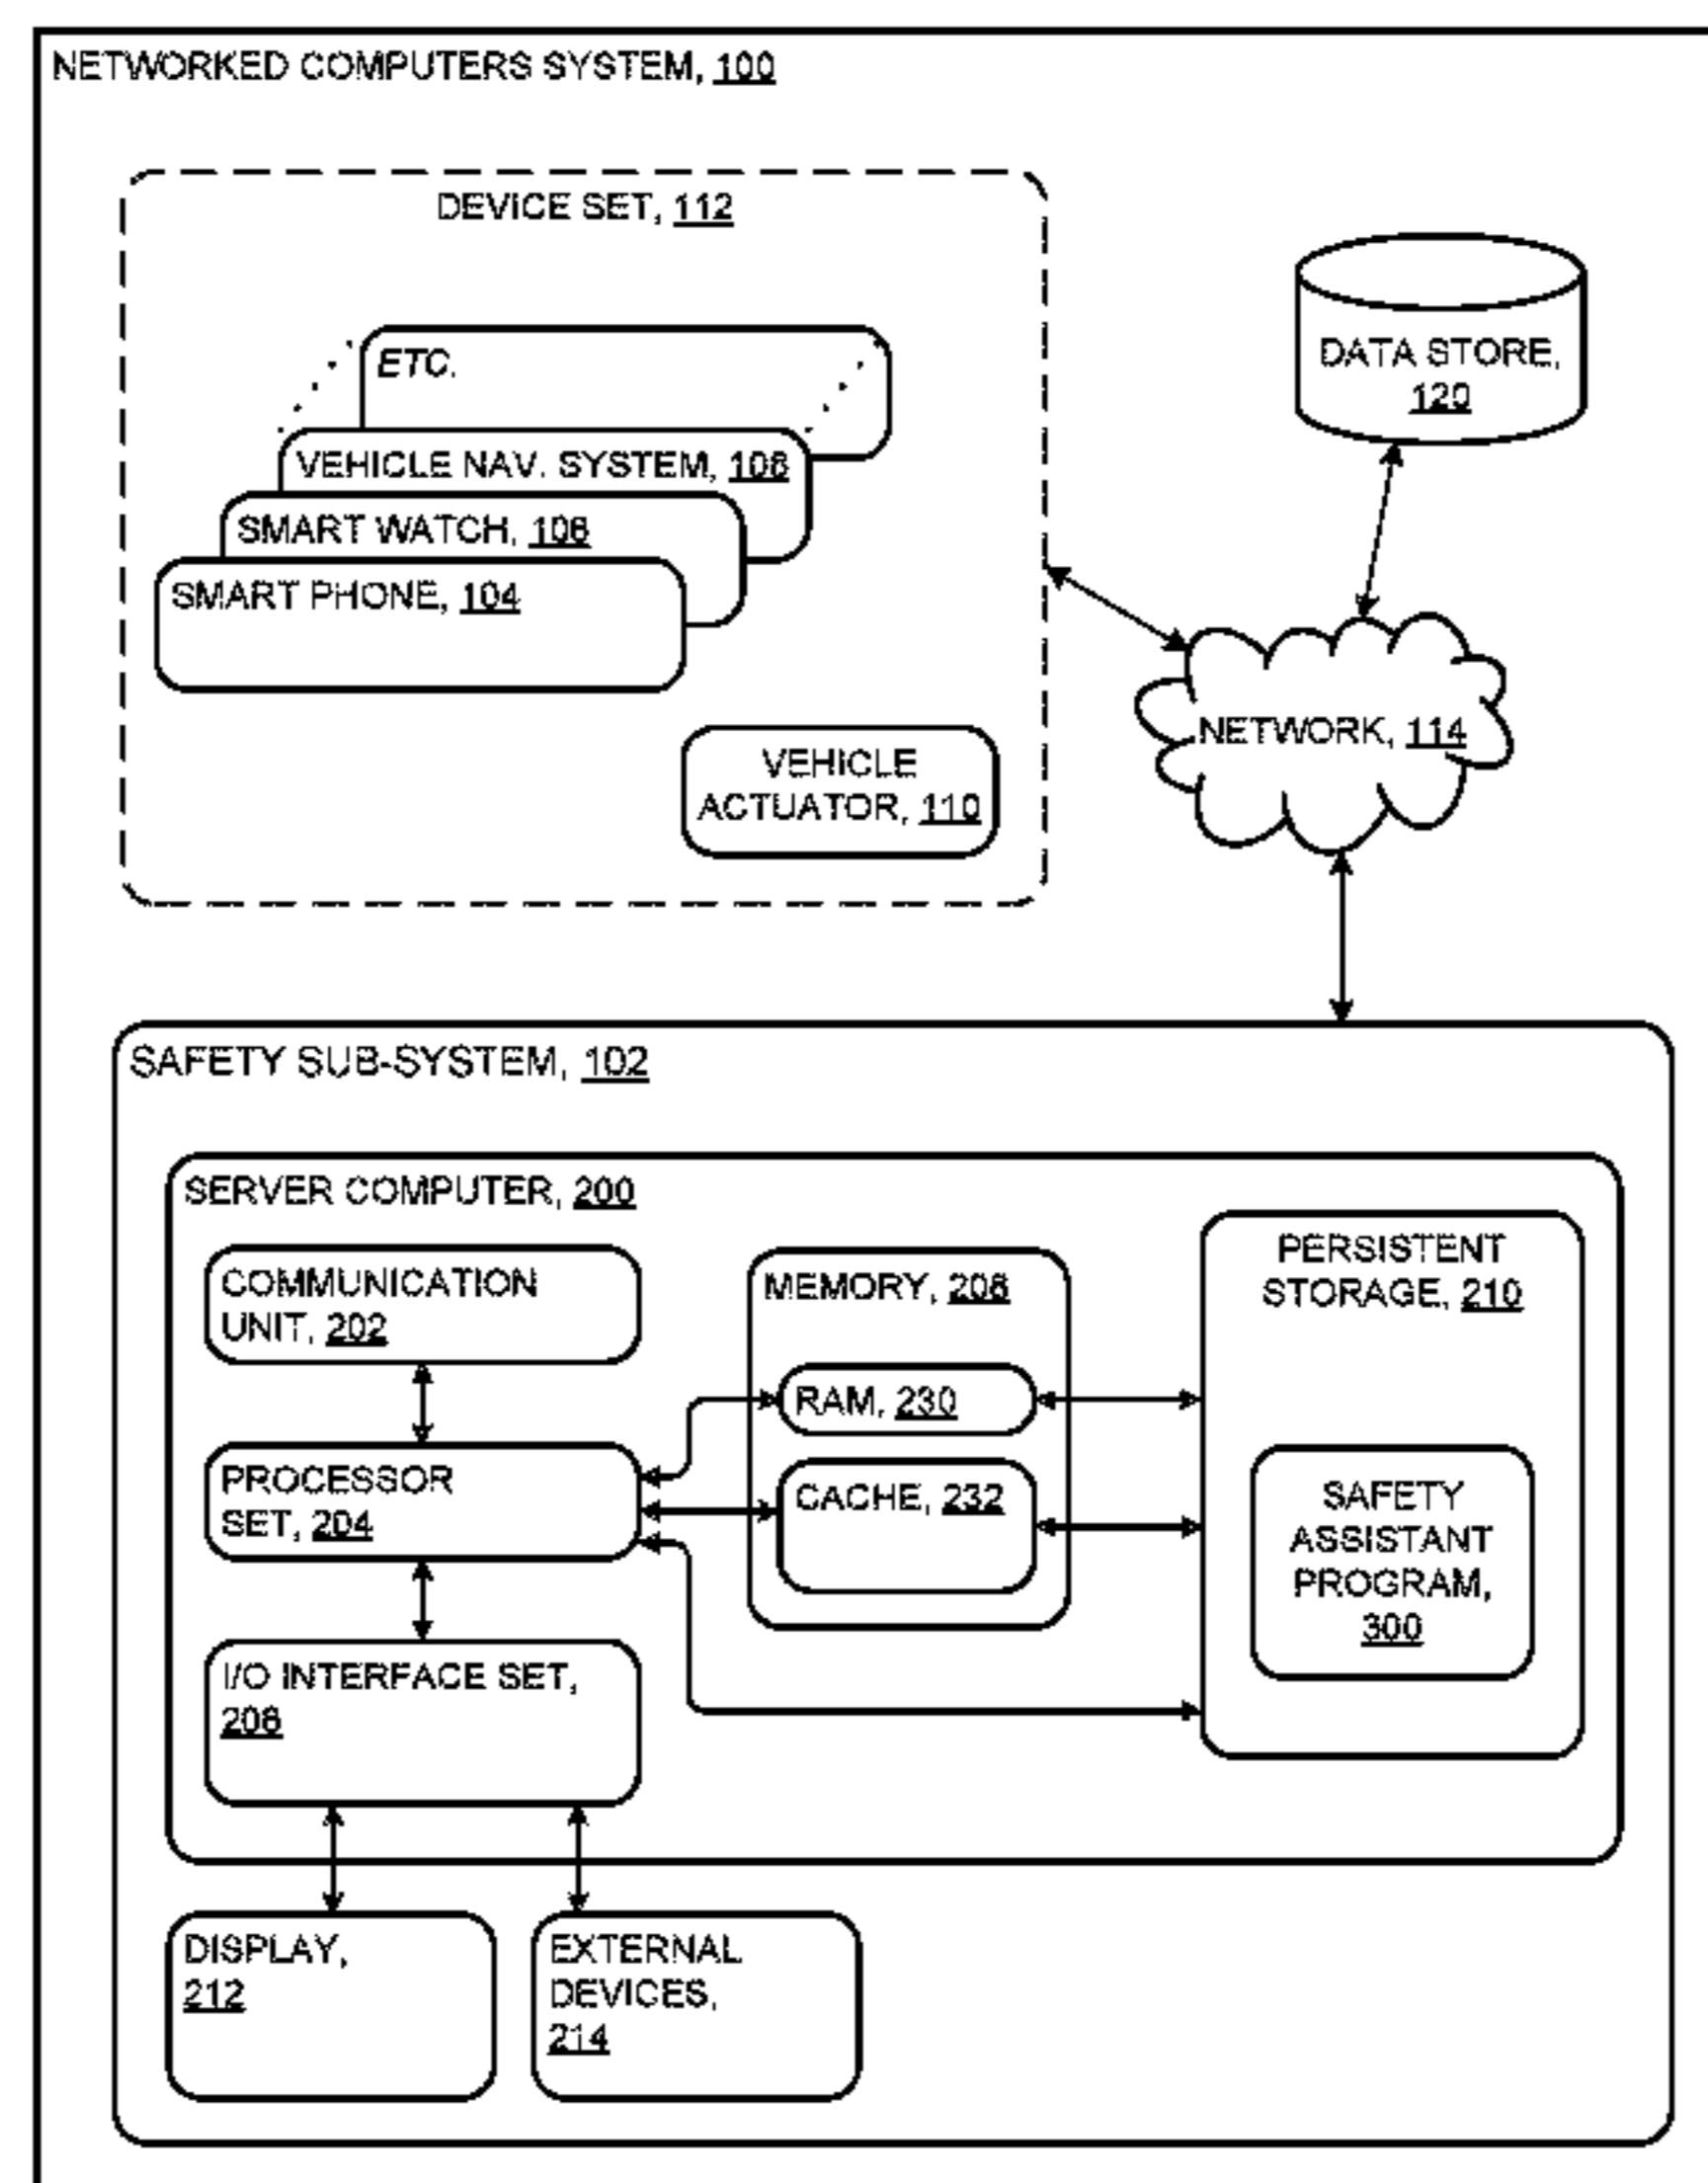 NETWORKED COMPUTERS SYSTEM, 100
DEVICE SET, 112
ETC.
VEHICLE NAV. SYSTEM, 108
SMART WATCH, 106
SMART PHONE, 104
VEHICLE
ACTUATOR, 110
DATA STORE,
120
NETWORK, 114
SAFETY SUB-SYSTEM, 102
SERVER COMPUTER, 200
COMMUNICATION
UNIT, 202
PROCESSOR
SET, 204
I/O INTERFACE SET,
206
MEMORY, 208
RAM, 230
CACHE, 232
PERSISTENT
STORAGE, 210
SAFETY
ASSISTANT
PROGRAM,
300
DISPLAY,
212
EXTERNAL
DEVICES,
214